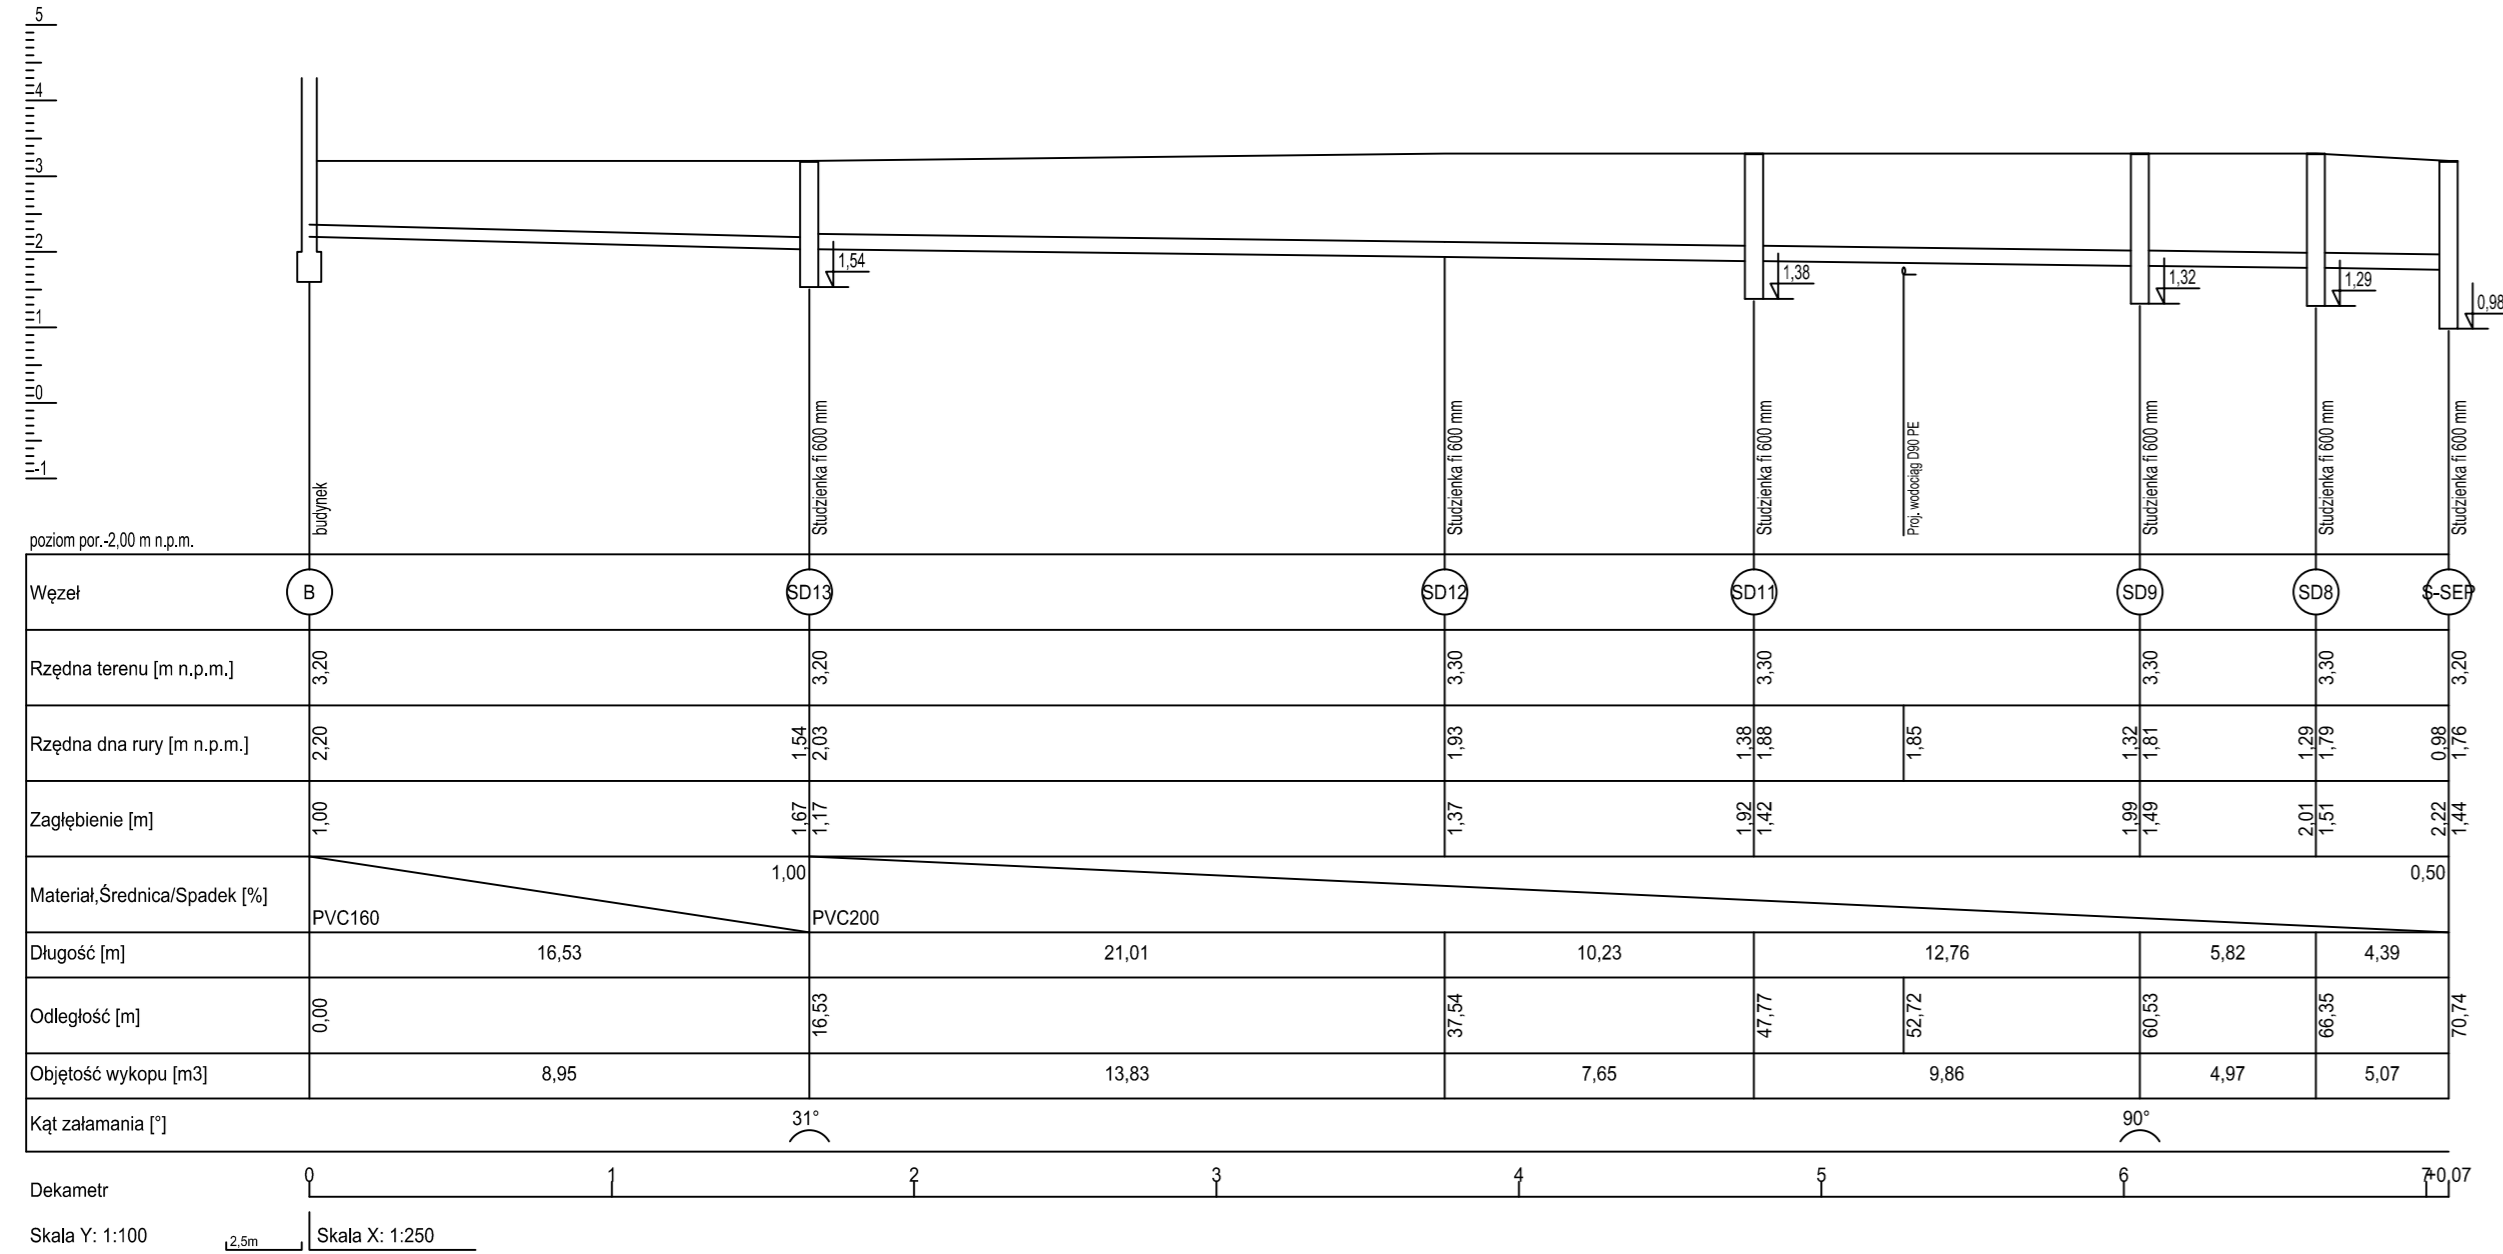 5
4
3
2
1
0
-1
1,54
1,38
1,32
1,29
0,98
budynek
Studzienka fi 600 mm
Studzienka fi 600 mm
Studzienka fi 600 mm
Proj. wodociąg D90 PE
Studzienka fi 600 mm
Studzienka fi 600 mm
Studzienka fi 600 mm
poziom por.-2,00 m n.p.m.
Węzeł B SD13 SD12 SD11 SD9 SD8 S-SEP
Rzędna terenu [m n.p.m.] 3,20 3,20 3,30 3,30 3,30 3,30 3,20
Rzędna dna rury [m n.p.m.] 2,20 1,54 2,03 1,93 1,38 1,88 1,85 1,32 1,81 1,29 1,79 0,98 1,76
Zagłębienie [m] 1,00 1,67 1,17 1,37 1,92 1,42 1,99 1,49 2,01 1,51 2,22 1,44
Materiał,Średnica/Spadek [%] PVC160 1,00 PVC200 0,50
Długość [m] 16,53 21,01 10,23 12,76 5,82 4,39
Odległość [m] 0,00 16,53 37,54 47,77 52,72 60,53 66,35 70,74
Objętość wykopu [m3] 8,95 13,83 7,65 9,86 4,97 5,07
Kąt załamania [°] 31° 90°
Dekametr 0 1 2 3 4 5 6 7 +0,07
Skala Y: 1:100 2,5m Skala X: 1:250